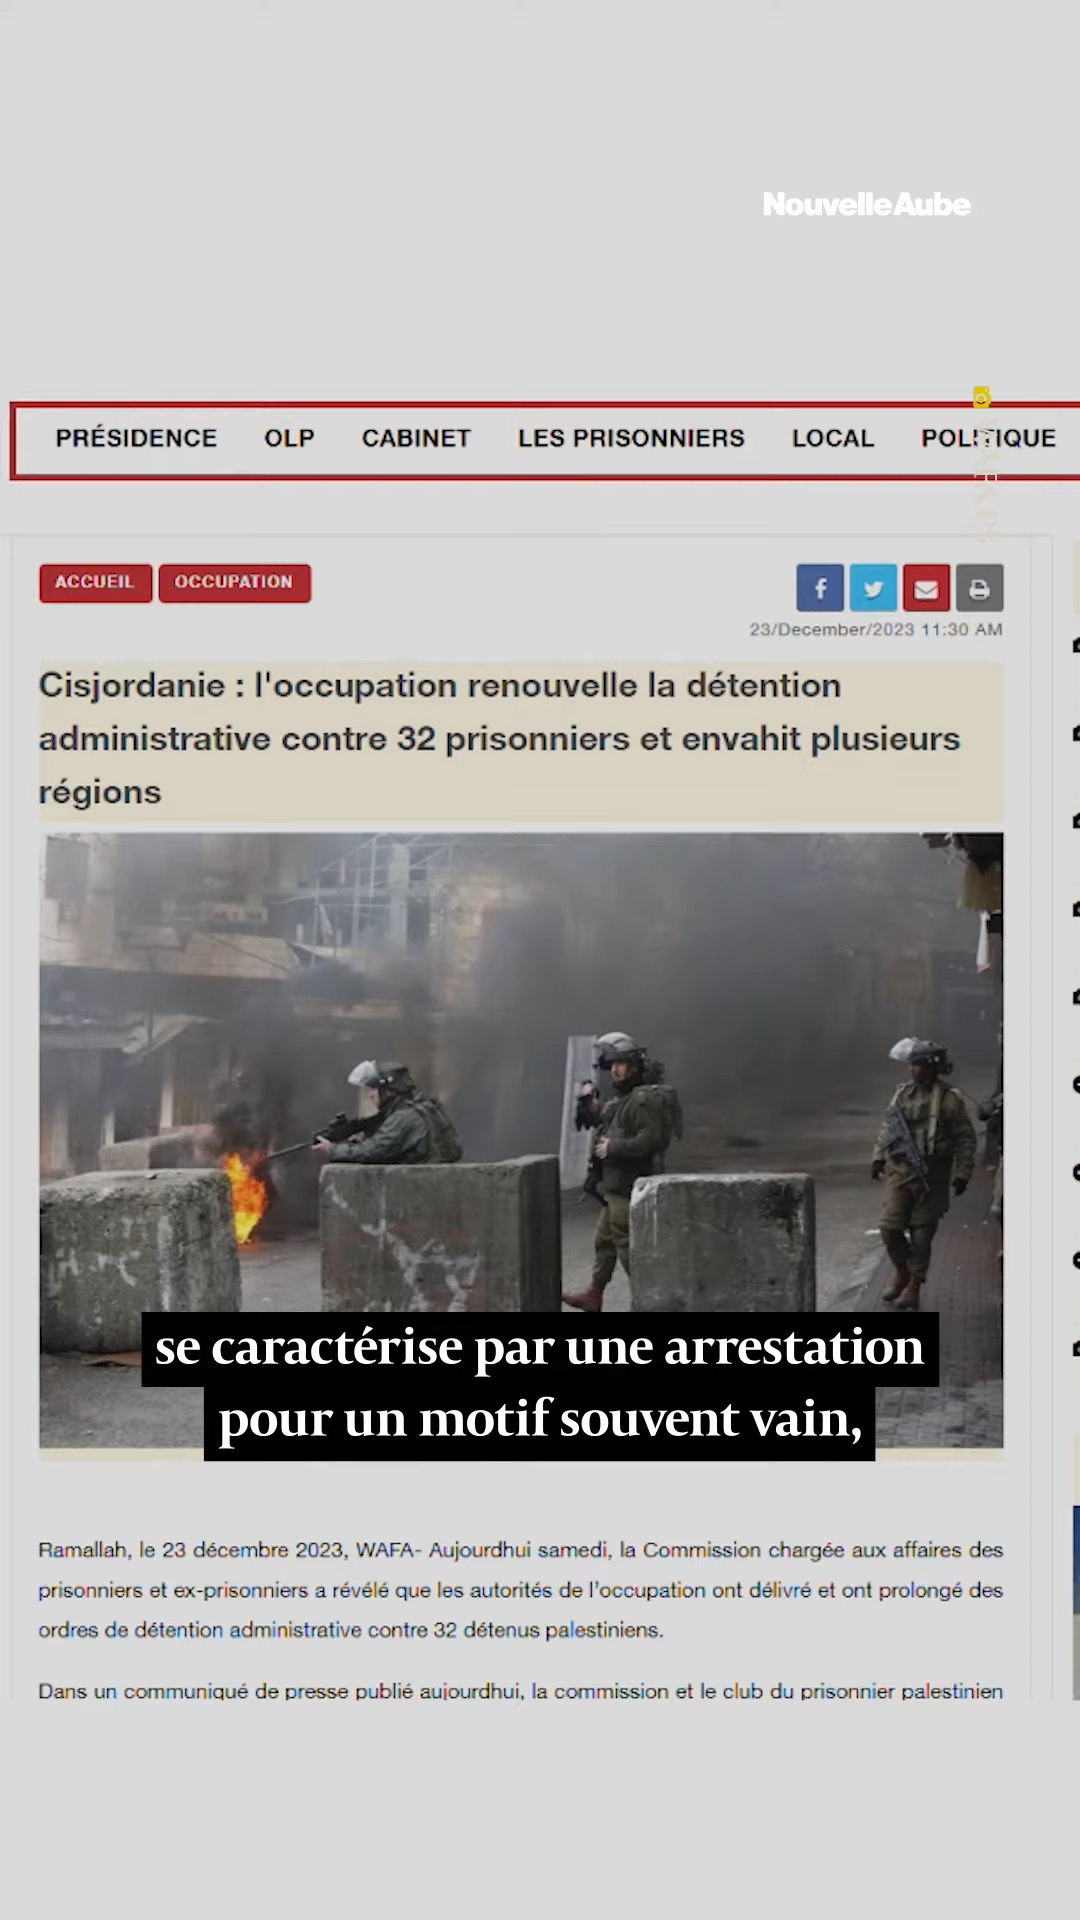 NouvelleAube
PRÉSIDENCE OLP CABINET LES PRISONNIERS LOCAL POLITIQUE
ACCUEIL OCCUPATION
23/December/2023 11:30 AM
Cisjordanie : l'occupation renouvelle la détention
administrative contre 32 prisonniers et envahit plusieurs
régions
se caractérise par une arrestation
pour un motif souvent vain,
Ramallah, le 23 décembre 2023, WAFA- Aujourdhui samedi, la Commission chargée aux affaires des
prisonniers et ex-prisonniers a révélé que les autorités de l'occupation ont délivré et ont prolongé des
ordres de détention administrative contre 32 détenus palestiniens.
Dans un communiqué de presse publié aujourdhui, la commission et le club du prisonnier palestinien